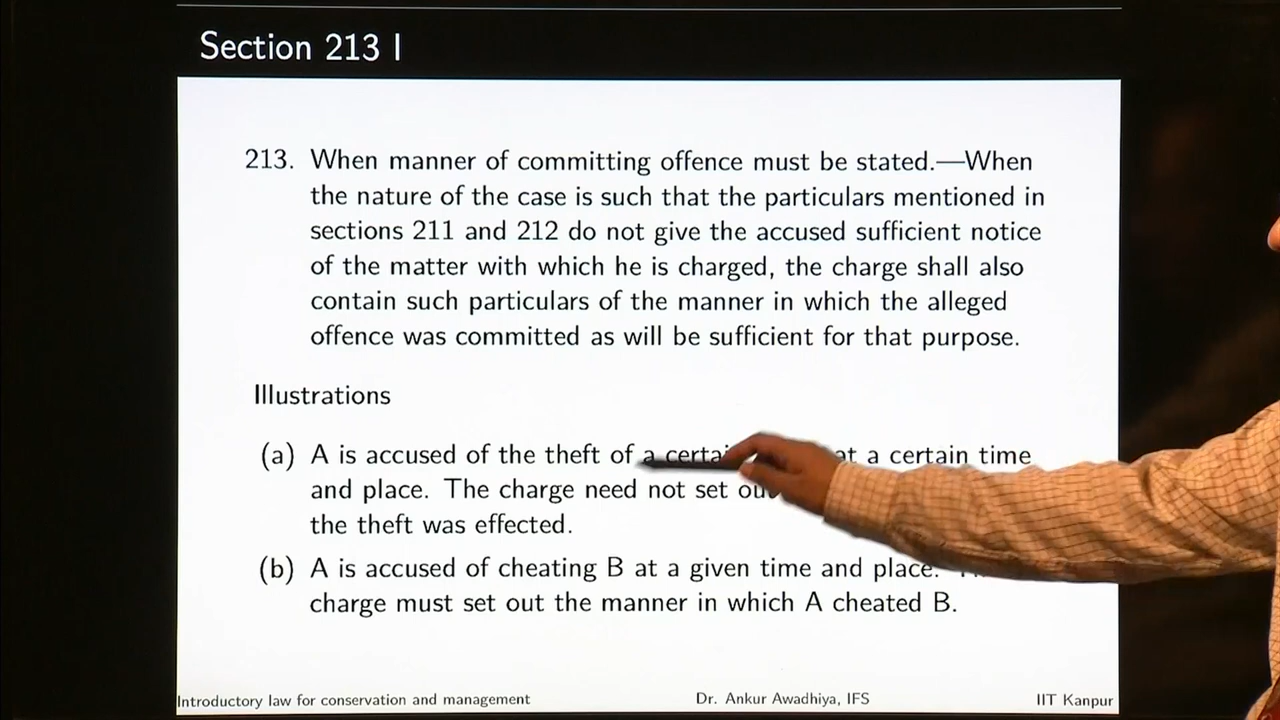 Section 213 I
213. When manner of committing offence must be stated.—When
the nature of the case is such that the particulars mentioned in
sections 211 and 212 do not give the accused sufficient notice
of the matter with which he is charged, the charge shall also
contain such particulars of the manner in which the alleged
offence was committed as will be sufficient for that purpose.
Illustrations
(a) A is accused of the theft of a at a certain time
and place. The charge need not set
the theft was effected.
(b) A is accused of cheating B at a given time and place.
charge must set out the manner in which A cheated B.
Introductory law for conservation and management Dr. Ankur Awadhiya, IFS IIT Kanpur